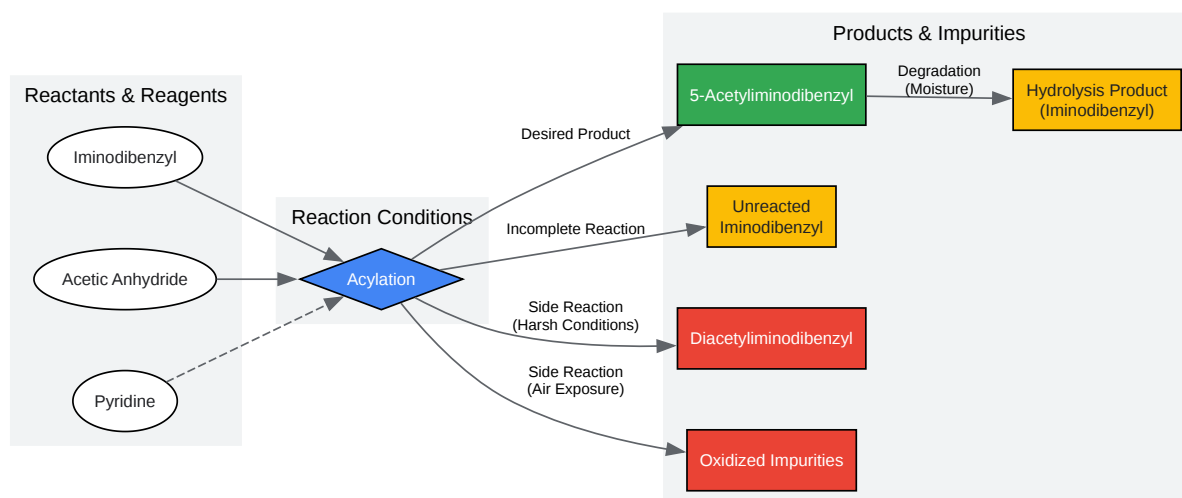 Reactants & Reagents
Iminodibenzyl
Acetic Anhydride
Pyridine
Reaction Conditions
Acylation
Desired Product
Incomplete Reaction
Side Reaction
(Harsh Conditions)
Side Reaction
(Air Exposure)
Products & Impurities
5-Acetyliminodibenzyl
Degradation
(Moisture)
Hydrolysis Product
(Iminodibenzyl)
Unreacted
Iminodibenzyl
Diacetyliminodibenzyl
Oxidized Impurities